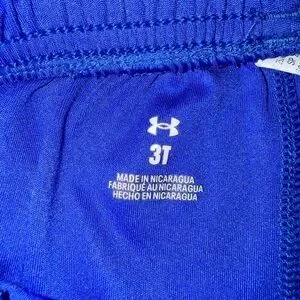 3T
MADE IN NICARAGUA
FABRIQUÉ AU NICARAGUA
HECHO EN NICARAGUA